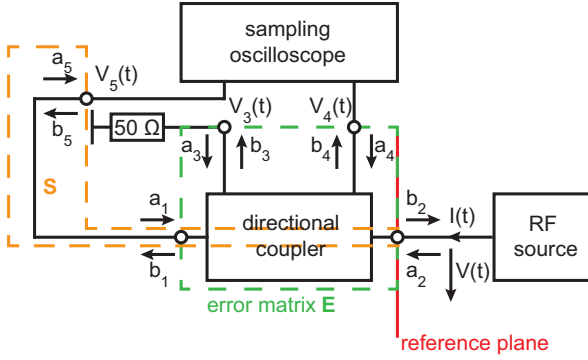 sampling
oscilloscope
a5
V5(t)
b5
50 Ω
V3(t)
V4(t)
a3
b3
b4
a4
S
a1
b1
directional
coupler
b2
I(t)
a2
V(t)
RF
source
error matrix E
reference plane